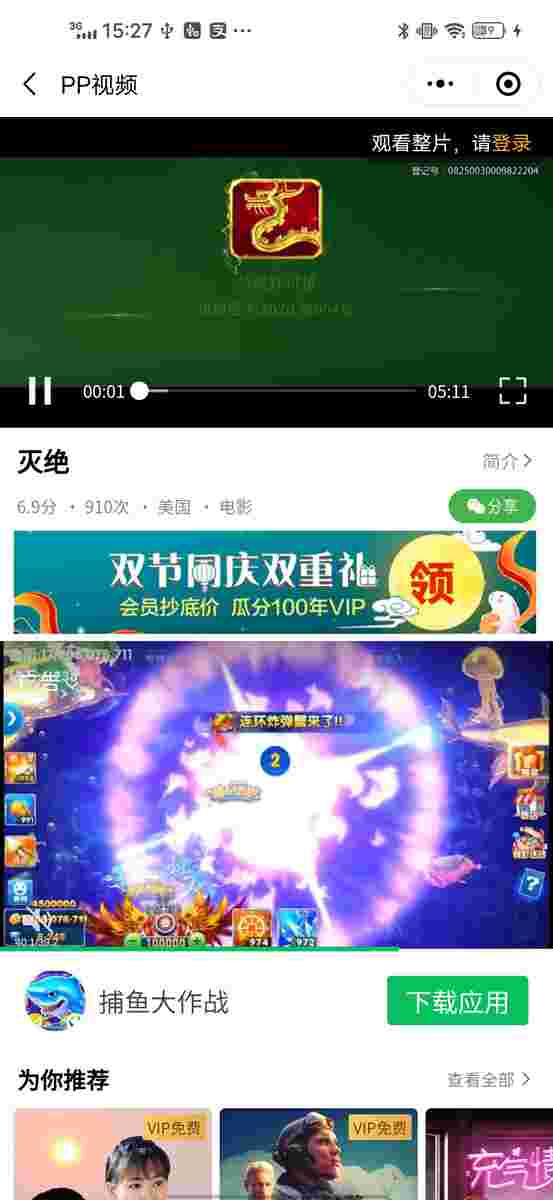 3G 15:27
PP视频
观看整片，请登录
登记号 08250030009822204
00:01
05:11
灭绝
简介
6.9分 · 910次 · 美国 · 电影
分享
双节同庆双重礼
领
会员抄底价 瓜分100年VIP
连环炸弹蟹来了!!
2
4500000
100000
974
972
捕鱼大作战
下载应用
为你推荐
查看全部
VIP免费
VIP免费